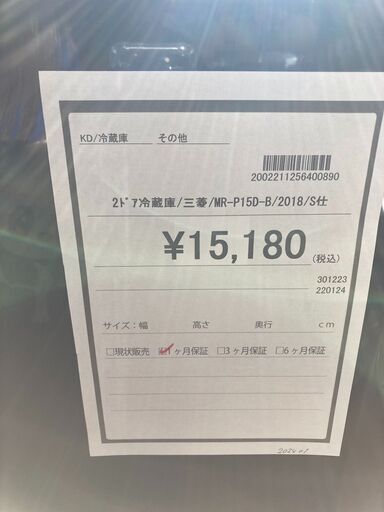 KD/冷蔵庫 その他
2002211256400890
2ﾄﾞｱ冷蔵庫/三菱/MR-P15D-B/2018/S仕
¥15,180(税込)
301223
220124
サイズ：幅 高さ 奥行 cm
□現状販売 ☑1ヶ月保証 □3ヶ月保証 □6ヶ月保証